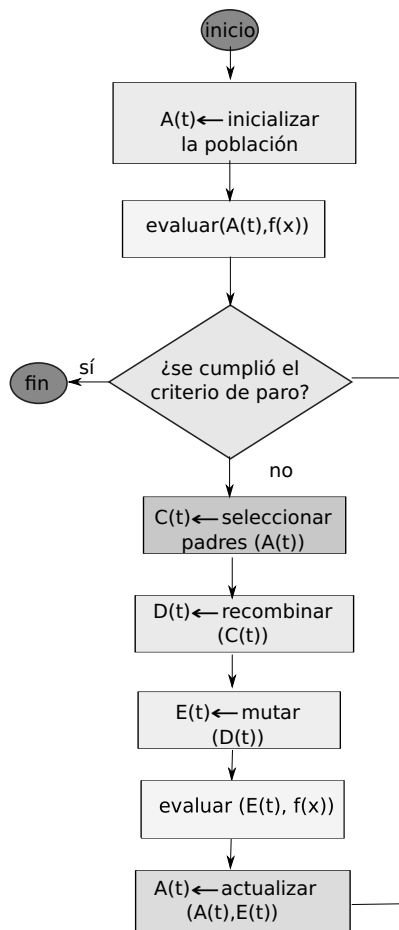 inicio
A(t)← inicializar
la población
evaluar(A(t),f(x))
¿se cumplió el
criterio de paro?
sí
fin
no
C(t)← seleccionar
padres (A(t))
D(t)← recombinar
(C(t))
E(t)← mutar
(D(t))
evaluar (E(t), f(x))
A(t)← actualizar
(A(t),E(t))